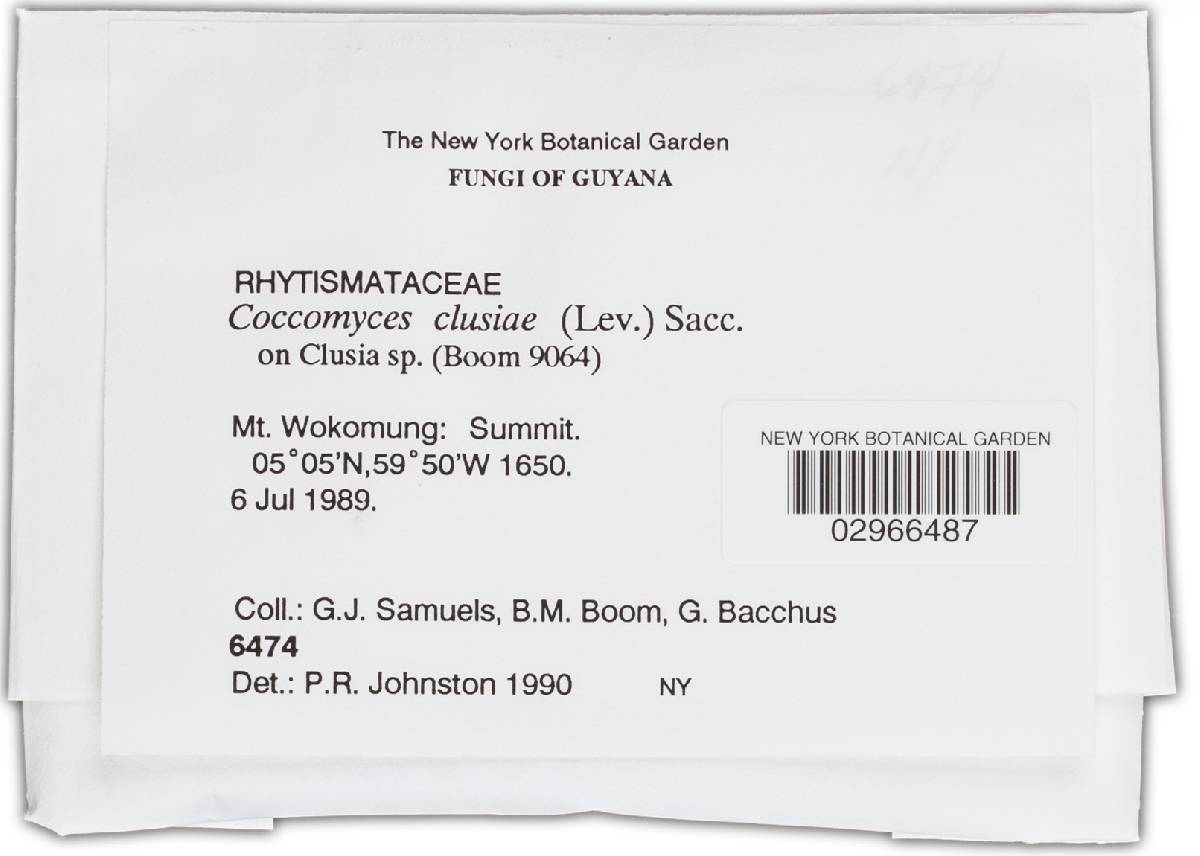 6474
NY
The New York Botanical Garden
FUNGI OF GUYANA
RHYTISMATACEAE
Coccomyces clusiae (Lev.) Sacc.
on Clusia sp. (Boom 9064)
Mt. Wokomung: Summit.
05°05'N,59°50'W 1650.
6 Jul 1989.
NEW YORK BOTANICAL GARDEN
02966487
Coll.: G.J. Samuels, B.M. Boom, G. Bacchus
6474
Det.: P.R. Johnston 1990 NY